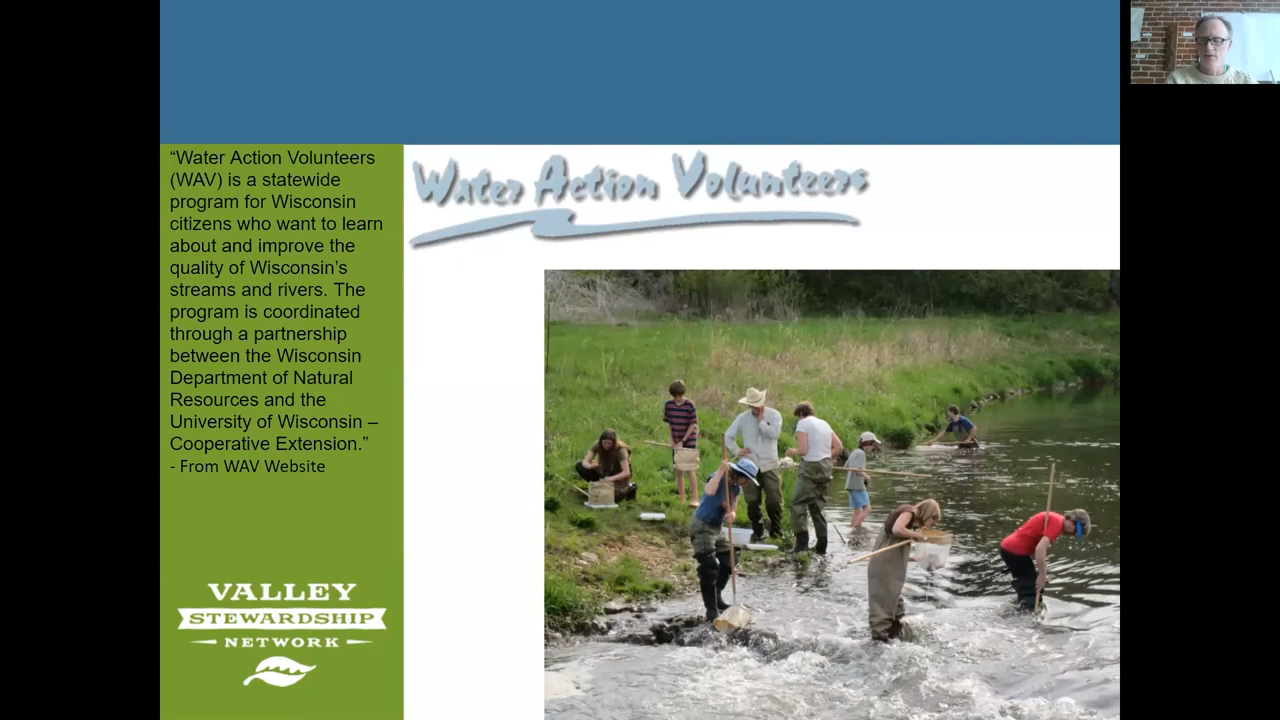 Water Action Volunteers
“Water Action Volunteers
(WAV) is a statewide
program for Wisconsin
citizens who want to learn
about and improve the
quality of Wisconsin’s
streams and rivers. The
program is coordinated
through a partnership
between the Wisconsin
Department of Natural
Resources and the
University of Wisconsin –
Cooperative Extension.”
- From WAV Website
VALLEY
STEWARDSHIP
NETWORK